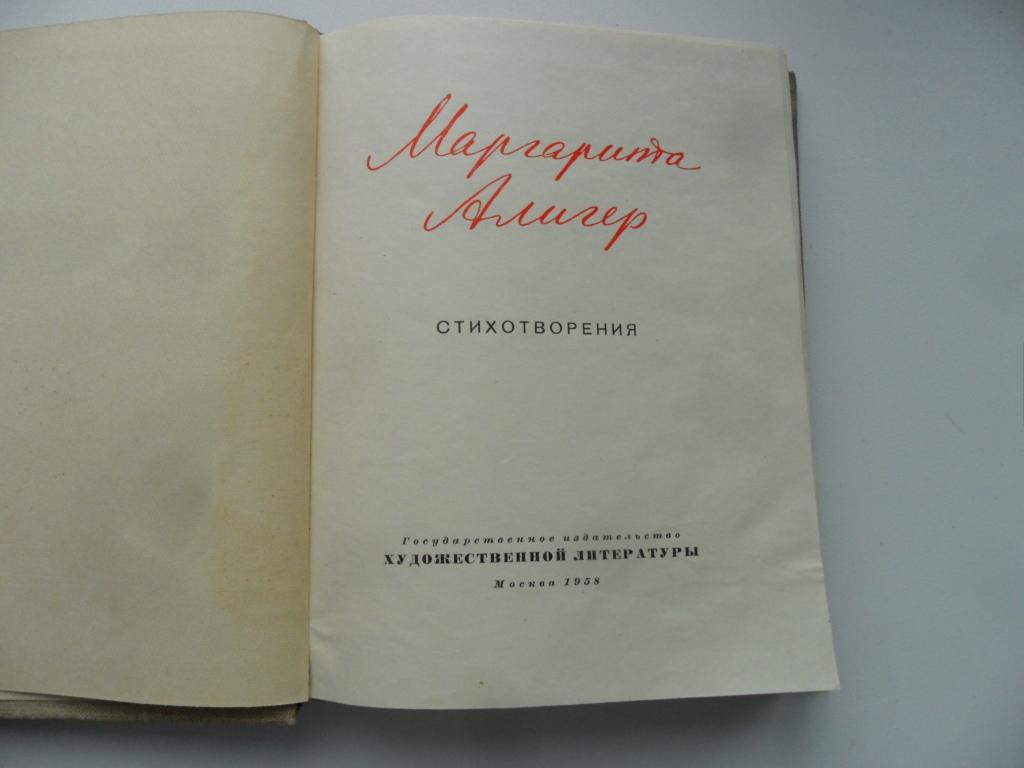 Маргарита
Алигер
СТИХОТВОРЕНИЯ
Государственное издательство
ХУДОЖЕСТВЕННОЙ ЛИТЕРАТУРЫ
Москва 1958